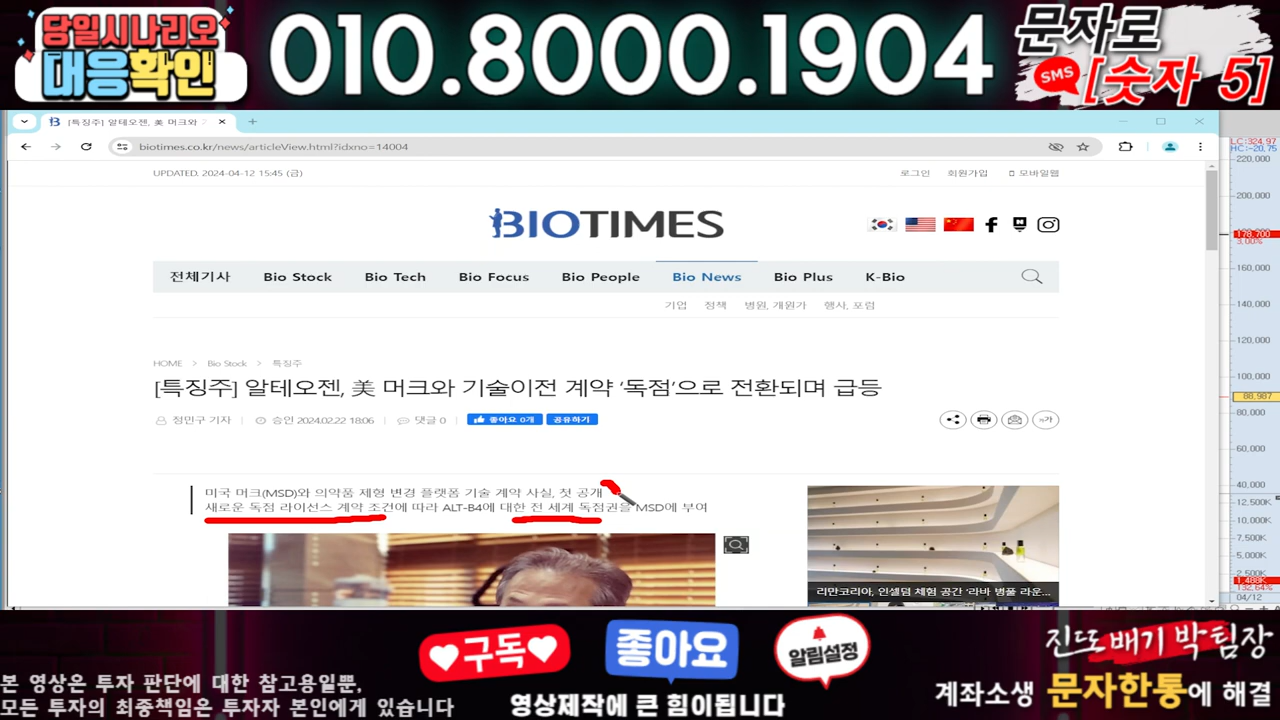 당일시나리오
대응확인
010.8000.1904
문자로
SMS
[숫자 5]
[특징주] 알테오젠, 美 머크와
biotimes.co.kr/news/articleView.html?idxno=14004
UPDATED. 2024-04-12 15:45 (금)
로그인 회원가입 모바일웹
BIOTIMES
전체기사 Bio Stock Bio Tech Bio Focus Bio People Bio News Bio Plus K-Bio
기업 정책 병원, 개원가 행사, 포럼
HOME > Bio Stock > 특징주
[특징주] 알테오젠, 美 머크와 기술이전 계약 '독점'으로 전환되며 급등
정민구 기자 승인 2024.02.22 18:06 댓글 0 좋아요 0개 공유하기
가
미국 머크(MSD)와 의약품 제형 변경 플랫폼 기술 계약 사실, 첫 공개
새로운 독점 라이선스 계약 조건에 따라 ALT-B4에 대한 전 세계 독점권을 MSD에 부여
리만코리아, 인셀덤 체험 공간 '라바 뱅풀 라운...
LC:324.97
HC:-20.75
220,000
200,000
178,700
3.00%
160,000
140,000
120,000
100,000
88,987
80,000
60,000
40,000
12,500K
10,000K
7,500K
5,000K
2,500K
1,488K
132.64%
04/12
구독
좋아요
알림설정
영상제작에 큰 힘이됩니다
본 영상은 투자 판단에 대한 참고용일뿐,
모든 투자의 최종책임은 투자자 본인에게 있습니다
진또배기 박팀장
계좌소생 문자한통에 해결